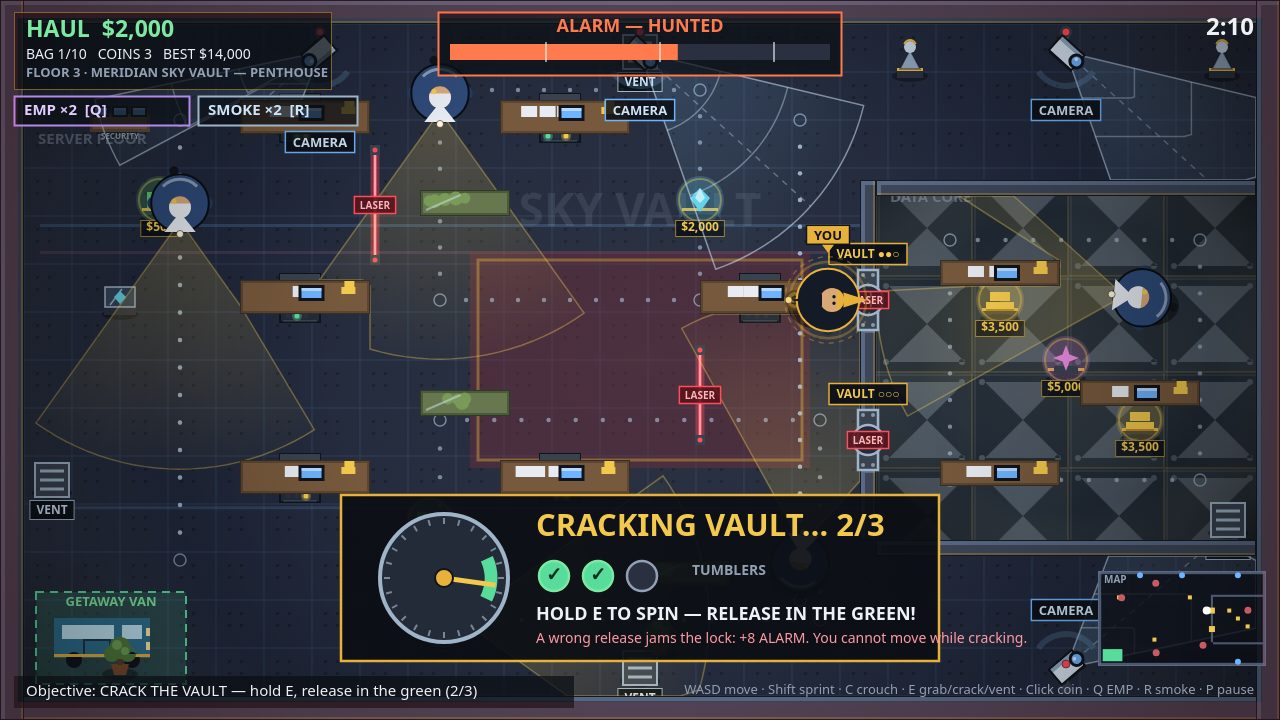 HAUL $2,000
BAG 1/10 COINS 3 BEST $14,000
FLOOR 3 · MERIDIAN SKY VAULT — PENTHOUSE
EMP ×2 [Q]
SMOKE ×2 [R]
ALARM — HUNTED
2:10
VENT
CAMERA
CAMERA
CAMERA
SECURITY
SERVER FLOOR
LASER
SKY VAULT
DATA CORE
$2,000
YOU
VAULT ●●○
$3,500
LASER
$5,000
VAULT ○○○
LASER
$3,500
VENT
CRACKING VAULT... 2/3
TUMBLERS
HOLD E TO SPIN — RELEASE IN THE GREEN!
A wrong release jams the lock: +8 ALARM. You cannot move while cracking.
GETAWAY VAN
MAP
CAMERA
VENT
Objective: CRACK THE VAULT — hold E, release in the green (2/3)
WASD move · Shift sprint · C crouch · E grab/crack/vent · Click coin · Q EMP · R smoke · P pause